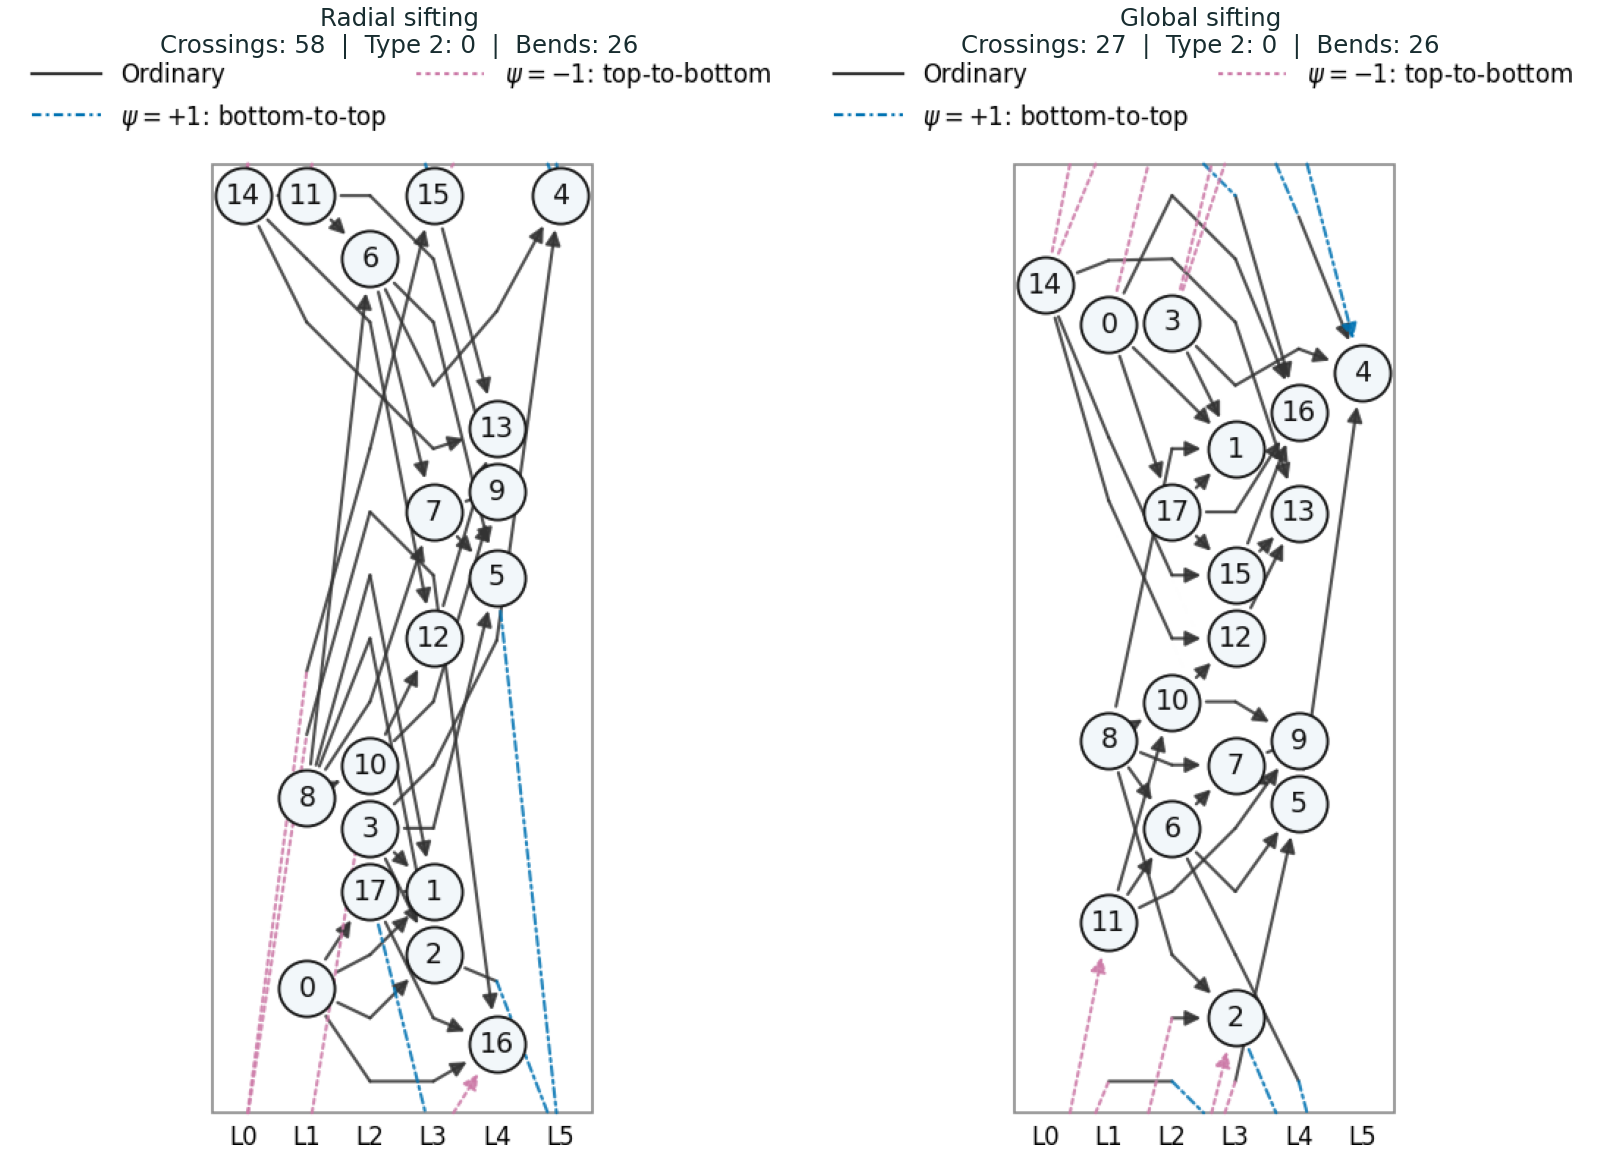 Radial sifting
Crossings: 58 | Type 2: 0 | Bends: 26
Ordinary
ψ = −1: top-to-bottom
ψ = +1: bottom-to-top
14 11 15 4
6
13
9
7
5
12
10
8
3
17 1
2
0
16
L0 L1 L2 L3 L4 L5
Global sifting
Crossings: 27 | Type 2: 0 | Bends: 26
Ordinary
ψ = −1: top-to-bottom
ψ = +1: bottom-to-top
14
0 3
4
16
1
17 13
15
12
10
8 9
7
5
6
11
2
L0 L1 L2 L3 L4 L5